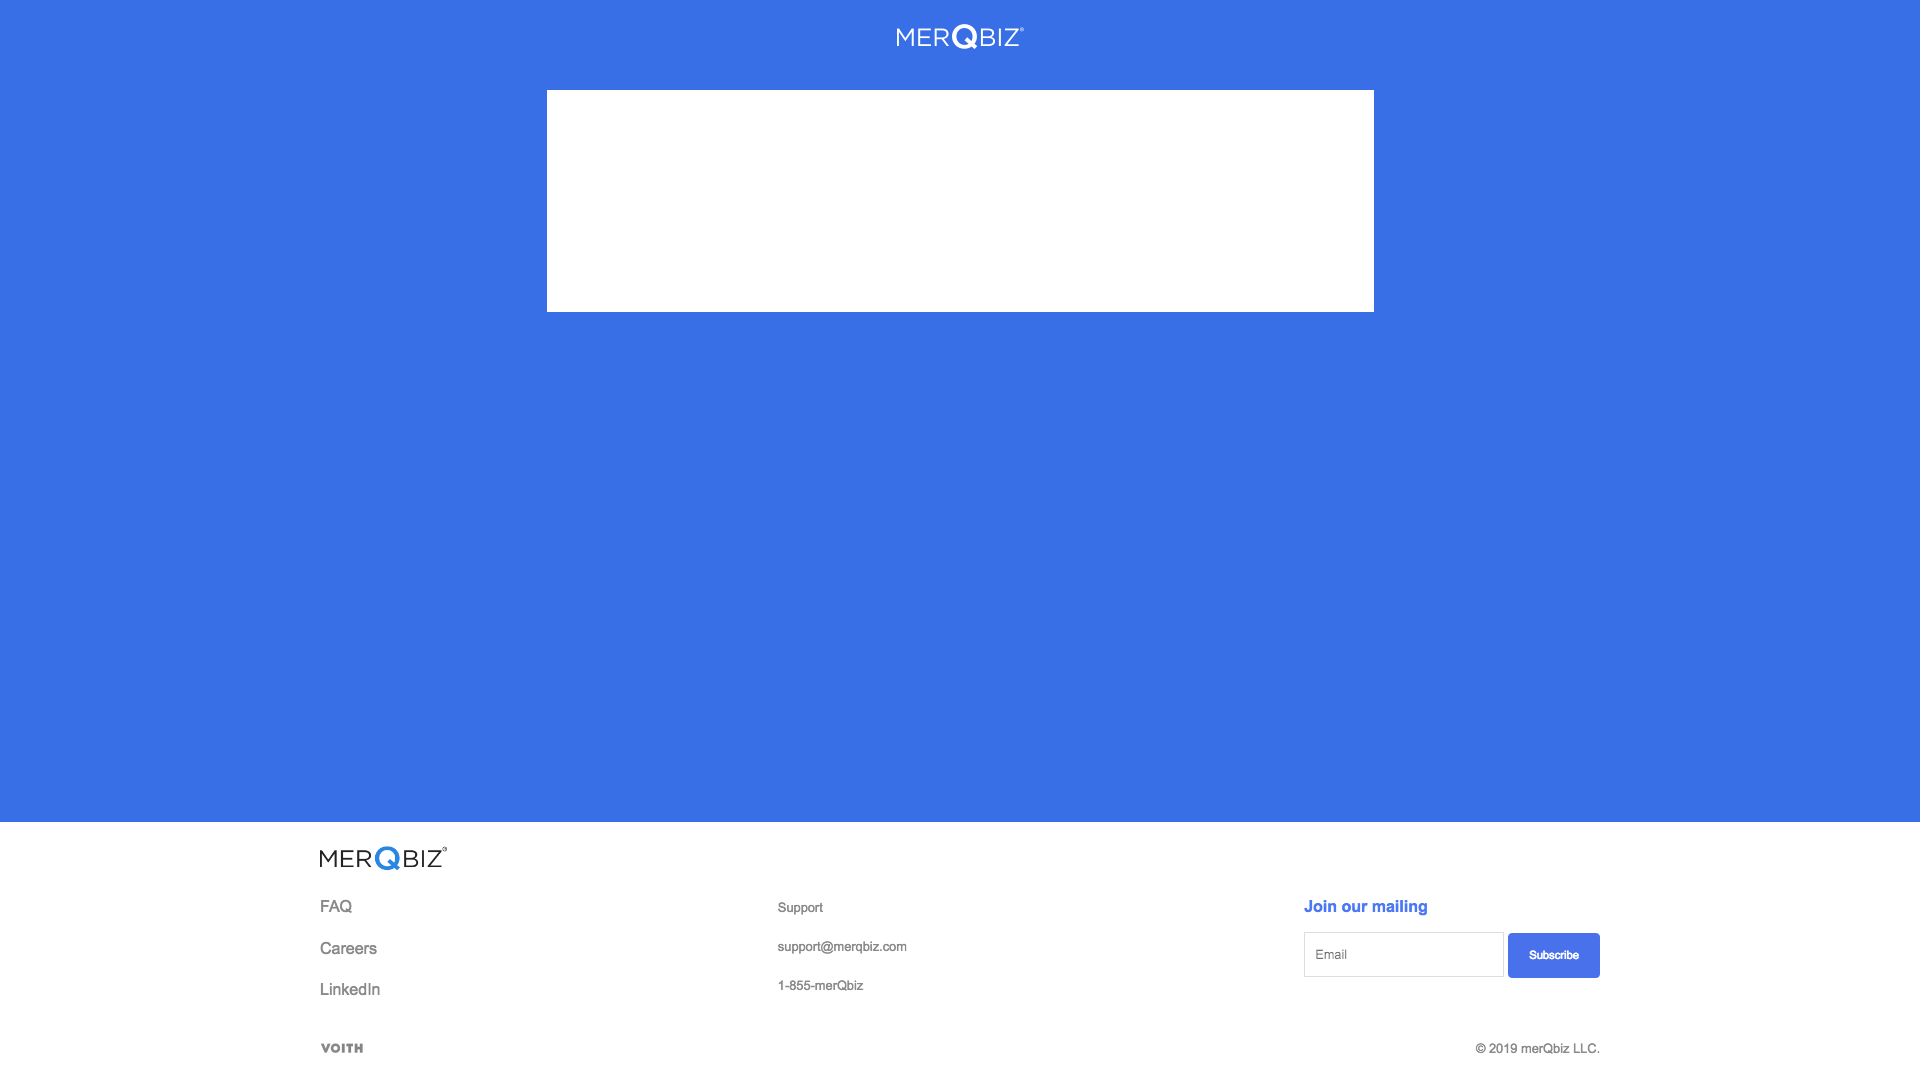 MERQBIZ®
MERQBIZ®
FAQ
Careers
LinkedIn
Support
support@merqbiz.com
1-855-merQbiz
Join our mailing
Email
Subscribe
VOITH
© 2019 merQbiz LLC.